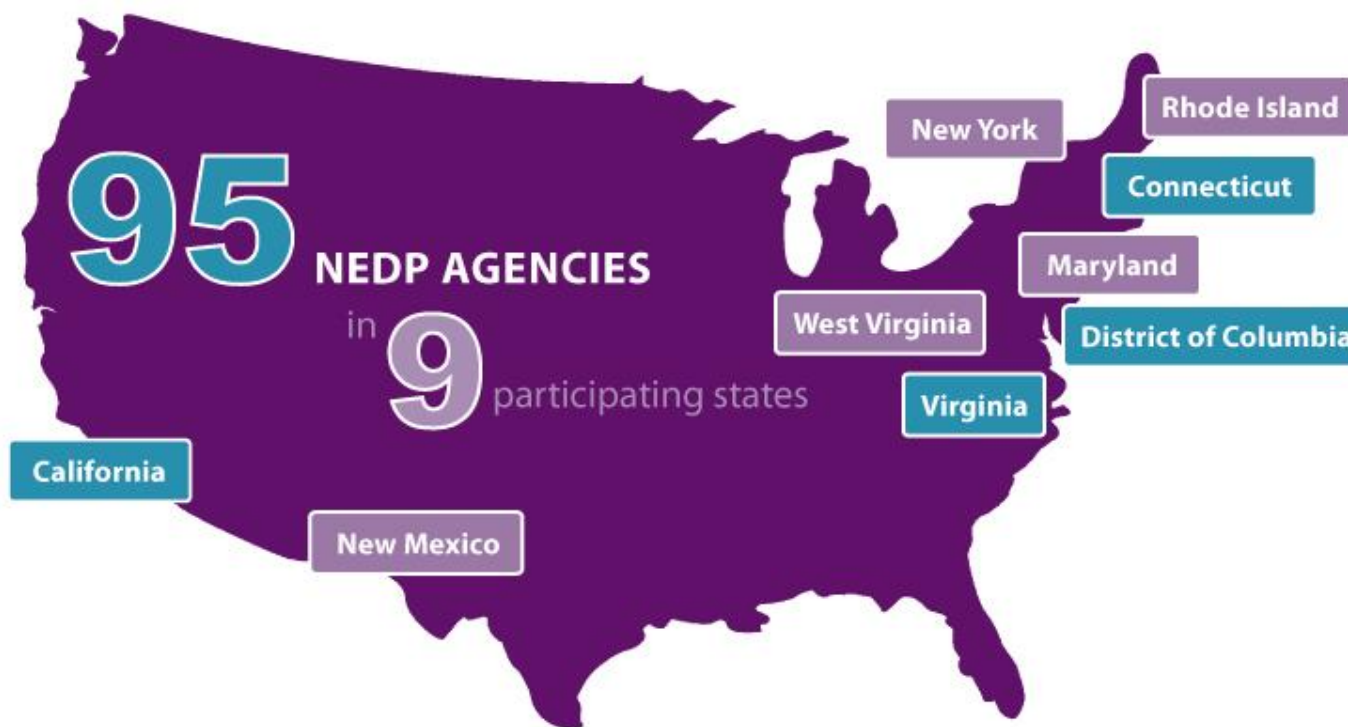 95
NEDP AGENCIES
in 9 participating states
New York
Rhode Island
Connecticut
Maryland
West Virginia
District of Columbia
Virginia
California
New Mexico